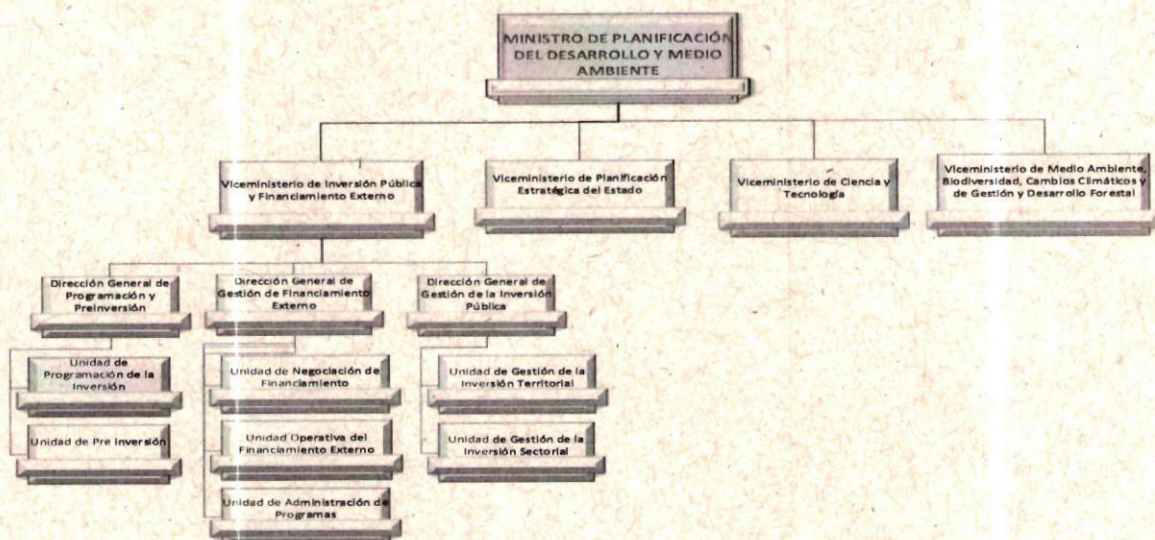 MINISTRO DE PLANIFICACIÓN
DEL DESARROLLO Y MEDIO
AMBIENTE
Viceministerio de Inversión Pública
y Financiamiento Externo
Viceministerio de Planificación
Estratégica del Estado
Viceministerio de Ciencia y
Tecnología
Viceministerio de Medio Ambiente,
Biodiversidad, Cambios Climáticos y
de Gestión y Desarrollo Forestal
Dirección General de
Programación y
Preinversión
Dirección General de
Gestión de Financiamiento
Externo
Dirección General de
Gestión de la Inversión
Pública
Unidad de
Programación de la
Inversión
Unidad de Pre Inversión
Unidad de Negociación de
Financiamiento
Unidad Operativa del
Financiamiento Externo
Unidad de Administración de
Programas
Unidad de Gestión de la
Inversión Territorial
Unidad de Gestión de la
Inversión Sectorial